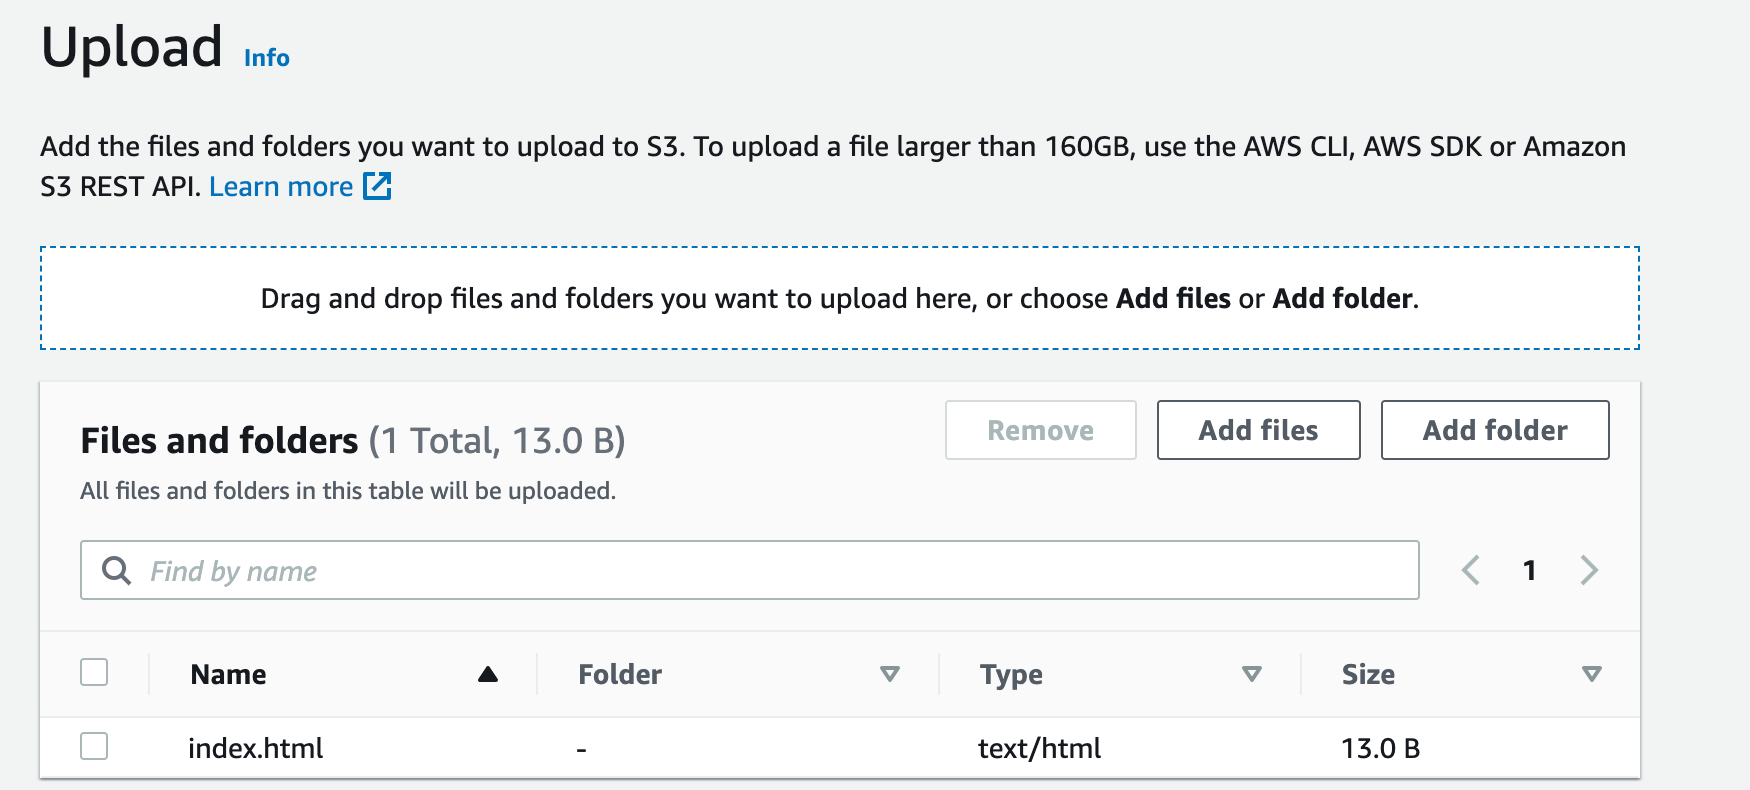 Upload Info
Add the files and folders you want to upload to S3. To upload a file larger than 160GB, use the AWS CLI, AWS SDK or Amazon
S3 REST API. Learn more
Drag and drop files and folders you want to upload here, or choose Add files or Add folder.
Files and folders (1 Total, 13.0 B)
Remove Add files Add folder
All files and folders in this table will be uploaded.
Find by name 1
Name Folder Type Size
index.html - text/html 13.0 B